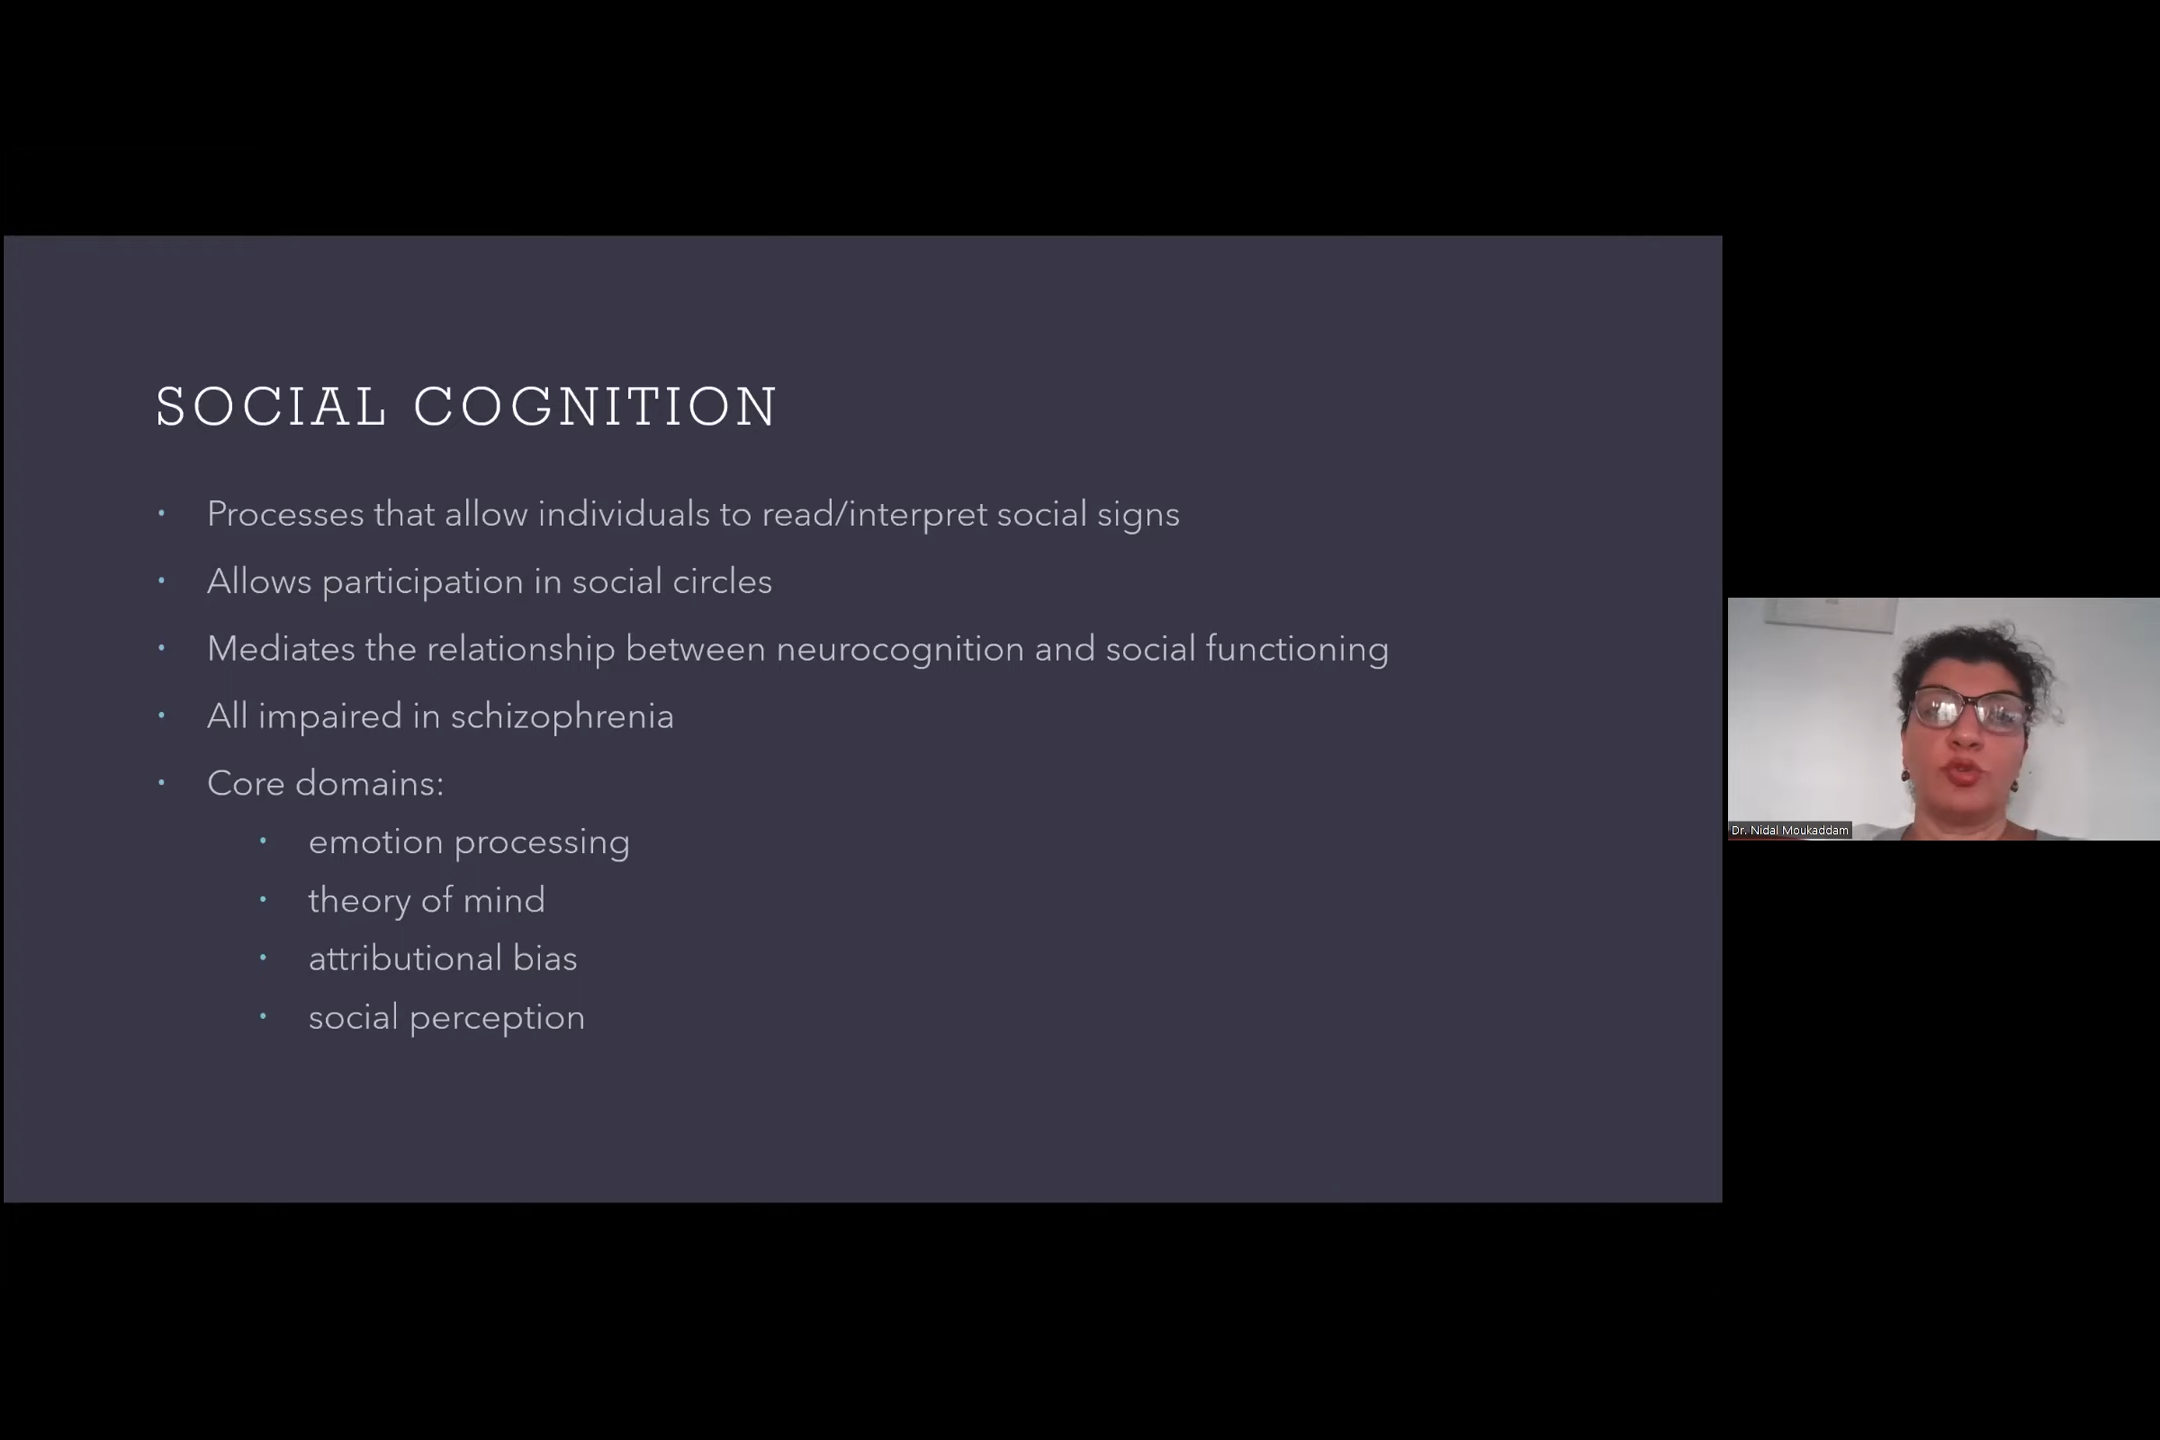 SOCIAL COGNITION
• Processes that allow individuals to read/interpret social signs
• Allows participation in social circles
• Mediates the relationship between neurocognition and social functioning
• All impaired in schizophrenia
• Core domains:
• emotion processing
• theory of mind
• attributional bias
• social perception
Dr. Nidal Moukaddam